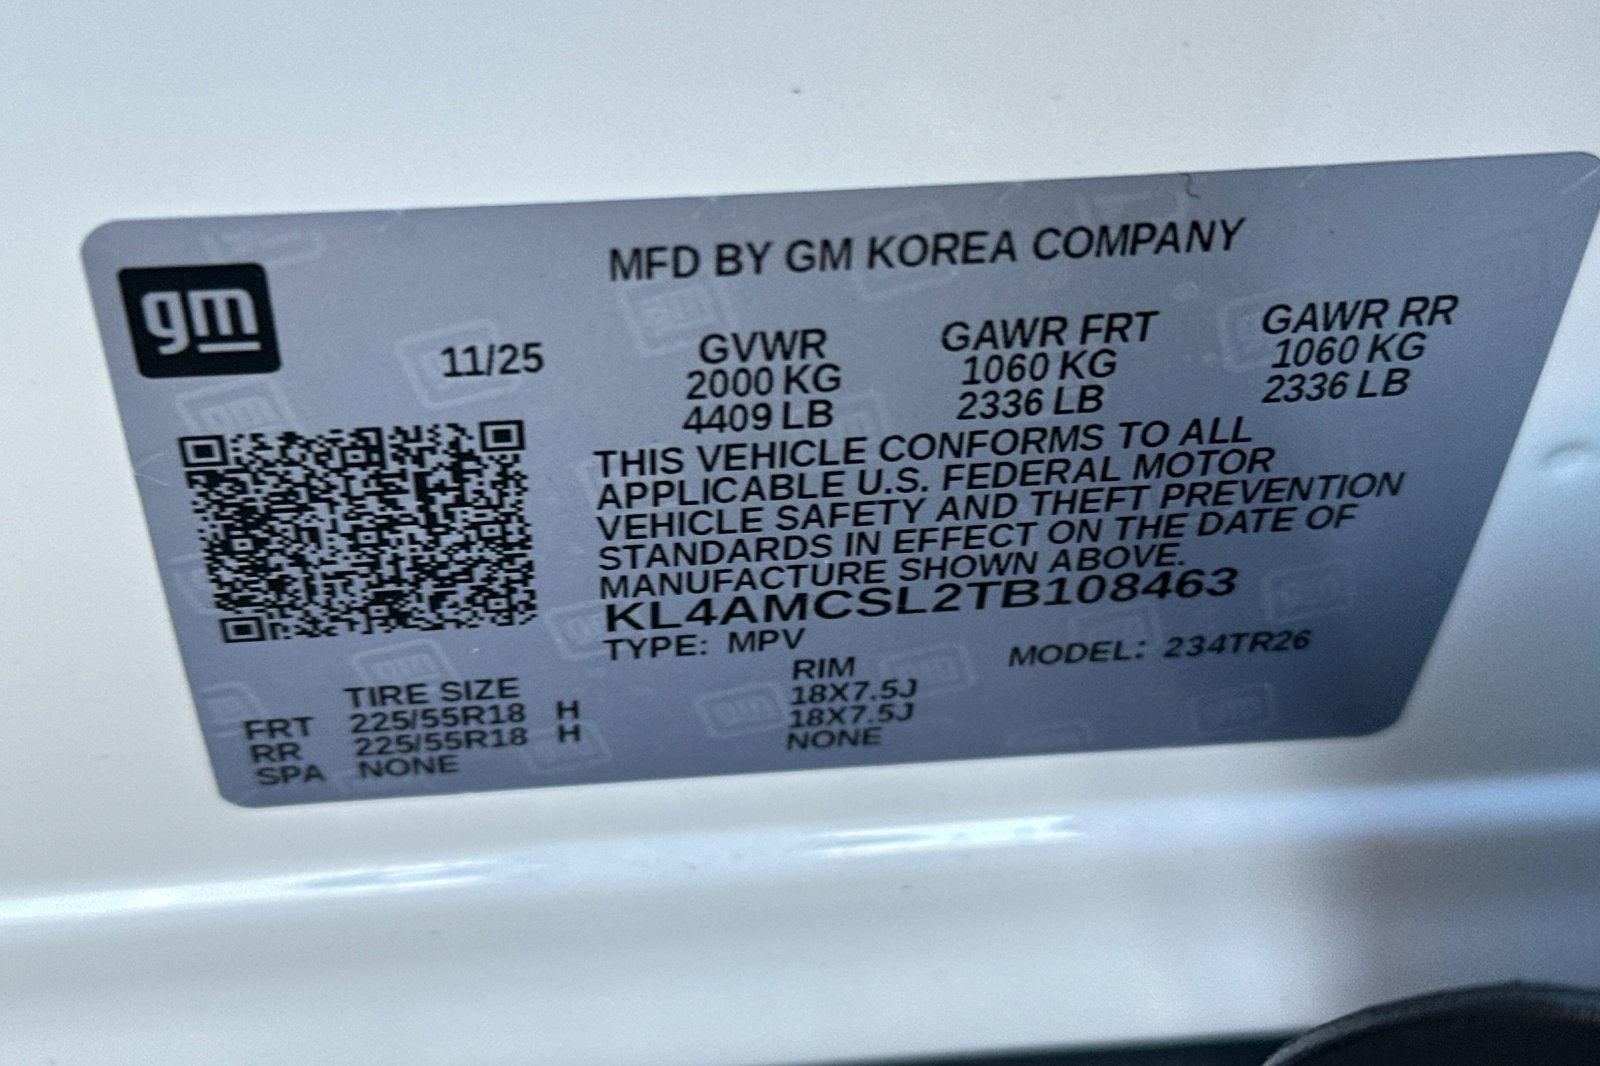 gm
MFD BY GM KOREA COMPANY
11/25
GVWR GAWR FRT GAWR RR
2000 KG 1060 KG 1060 KG
4409 LB 2336 LB 2336 LB
THIS VEHICLE CONFORMS TO ALL
APPLICABLE U.S. FEDERAL MOTOR
VEHICLE SAFETY AND THEFT PREVENTION
STANDARDS IN EFFECT ON THE DATE OF
MANUFACTURE SHOWN ABOVE.
KL4AMCSL2TB108463
TYPE: MPV MODEL: 234TR26
TIRE SIZE RIM
FRT 225/55R18 H 18X7.5J
RR 225/55R18 H 18X7.5J
SPA NONE NONE